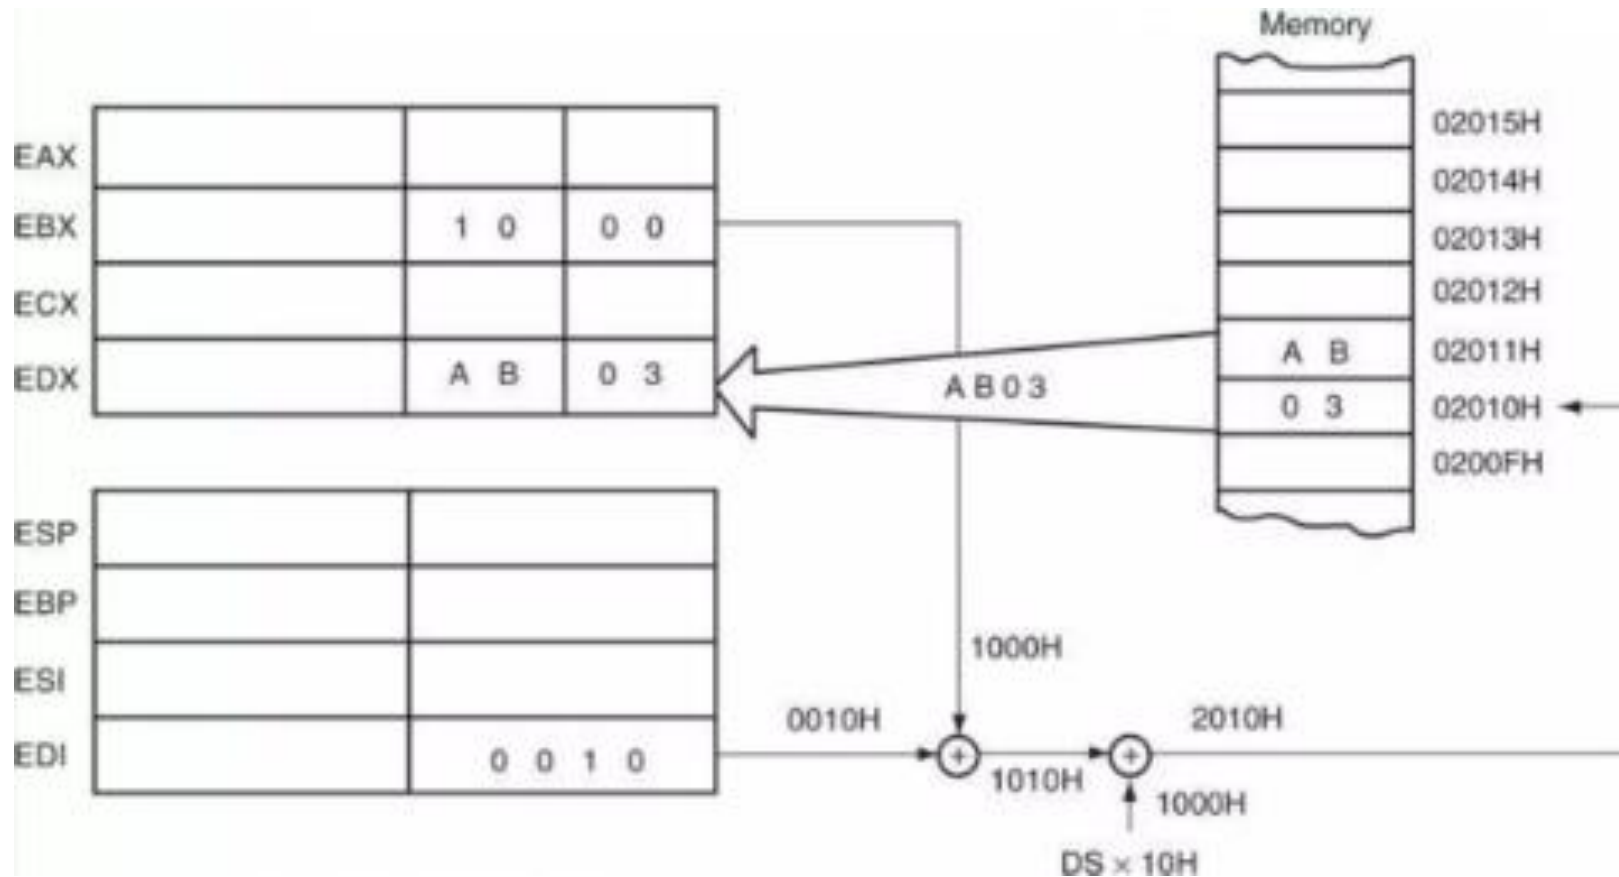 Memory
02015H
EAX
02014H
EBX 1 0 0 0
02013H
ECX
02012H
EDX A B 0 3
A B 0 3
A B 02011H
0 3 02010H
0200FH
ESP
EBP
ESI
EDI 0 0 1 0
1000H
0010H
2010H
1010H
1000H
DS × 10H